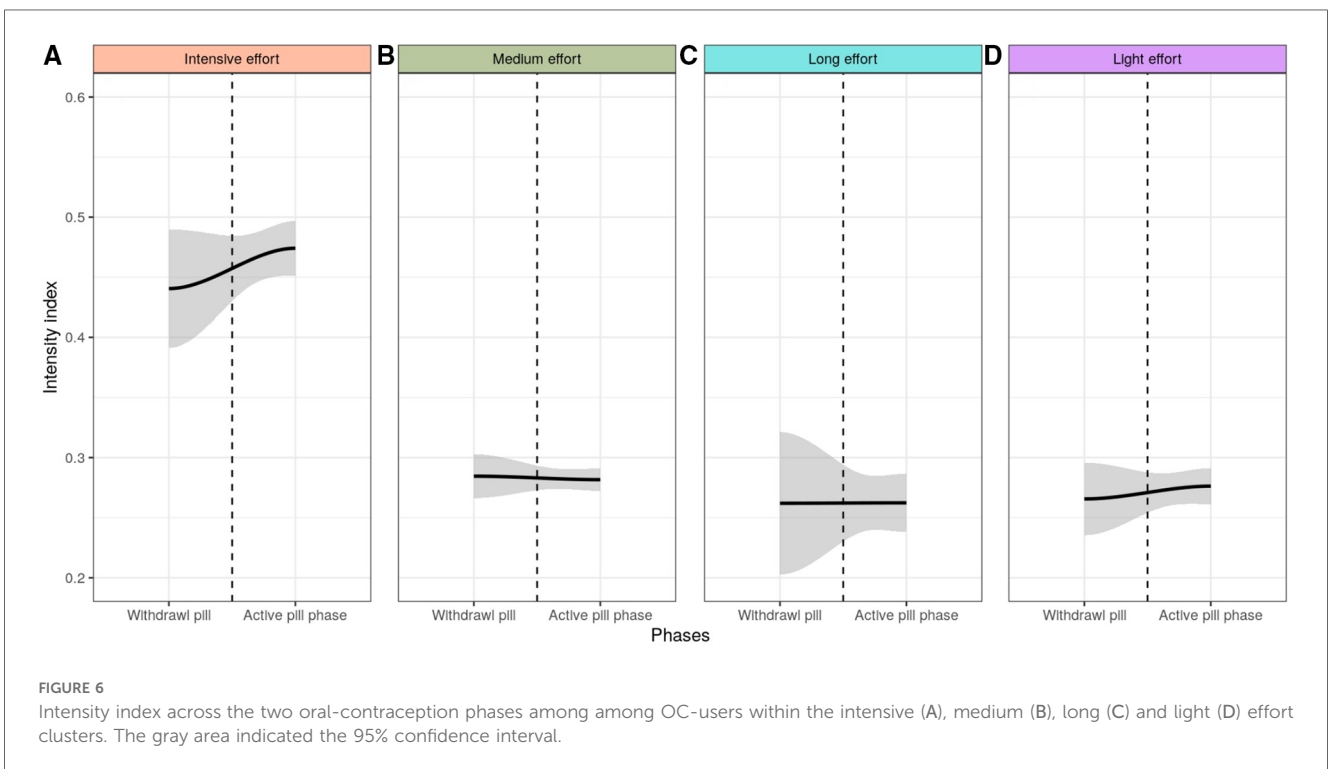 A
Intensive effort
B
Medium effort
C
Long effort
D
Light effort
0.6
0.5
0.4
0.3
0.2
Intensity index
Withdrawl pill
Active pill phase
Withdrawl pill
Active pill phase
Withdrawl pill
Active pill phase
Withdrawl pill
Active pill phase
Phases
FIGURE 6
Intensity index across the two oral-contraception phases among among OC-users within the intensive (A), medium (B), long (C) and light (D) effort
clusters. The gray area indicated the 95% confidence interval.